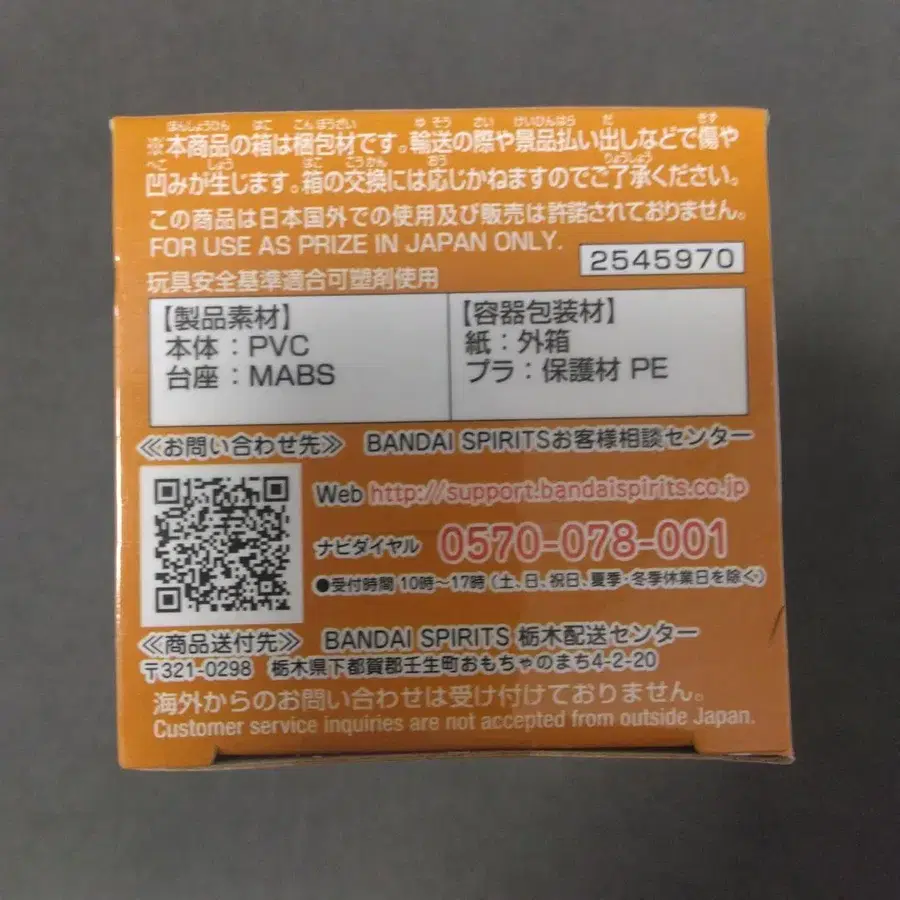 ※本商品の箱は梱包材です。輸送の際や景品払い出しなどで傷や
凹みが生じます。箱の交換には応じかねますのでご了承ください。
この商品は日本国外での使用及び販売は許諾されておりません。
FOR USE AS PRIZE IN JAPAN ONLY.
2545970
玩具安全基準適合可塑剤使用
【製品素材】
本体：PVC
台座：MABS
【容器包装材】
紙：外箱
プラ：保護材 PE
≪お問い合わせ先≫ BANDAI SPIRITSお客様相談センター
Web http://support.bandaispirits.co.jp
ナビダイヤル 0570-078-001
●受付時間 10時～17時（土、日、祝日、夏季・冬季休業日を除く）
≪商品送付先≫ BANDAI SPIRITS 栃木配送センター
〒321-0298 栃木県下都賀郡壬生町おもちゃのまち4-2-20
海外からのお問い合わせは受け付けておりません。
Customer service inquiries are not accepted from outside Japan.